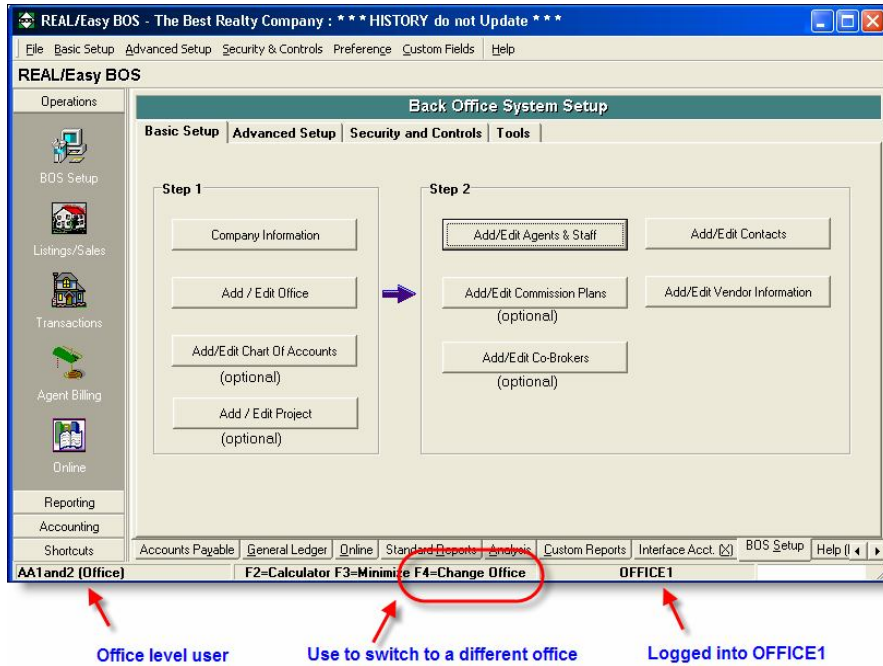 REAL/Easy BOS - The Best Realty Company : * * * HISTORY do not Update * * *
File Basic Setup Advanced Setup Security & Controls Preference Custom Fields Help
REAL/Easy BOS
Operations
BOS Setup
Listings/Sales
Transactions
Agent Billing
Online
Reporting
Accounting
Shortcuts
Back Office System Setup
Basic Setup Advanced Setup Security and Controls Tools
Step 1
Company Information
Add / Edit Office
Add/Edit Chart Of Accounts
(optional)
Add / Edit Project
(optional)
Step 2
Add/Edit Agents & Staff Add/Edit Contacts
Add/Edit Commission Plans Add/Edit Vendor Information
(optional)
Add/Edit Co-Brokers
(optional)
Accounts Payable General Ledger Online Standard Reports Analysis Custom Reports Interface Acct. (X) BOS Setup Help (
AA1and2 (Office) F2=Calculator F3=Minimize F4=Change Office OFFICE1
Office level user Use to switch to a different office Logged into OFFICE1